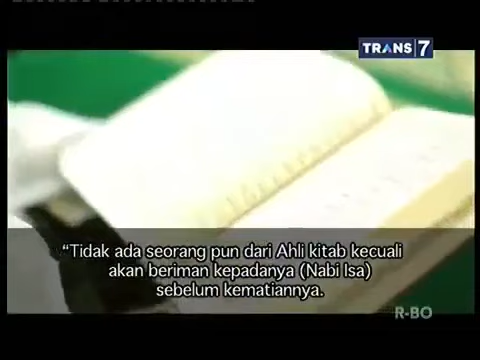 TRANS 7
“Tidak ada seorang pun dari Ahli kitab kecuali
akan beriman kepadanya (Nabi Isa)
sebelum kematiannya.
R-BO